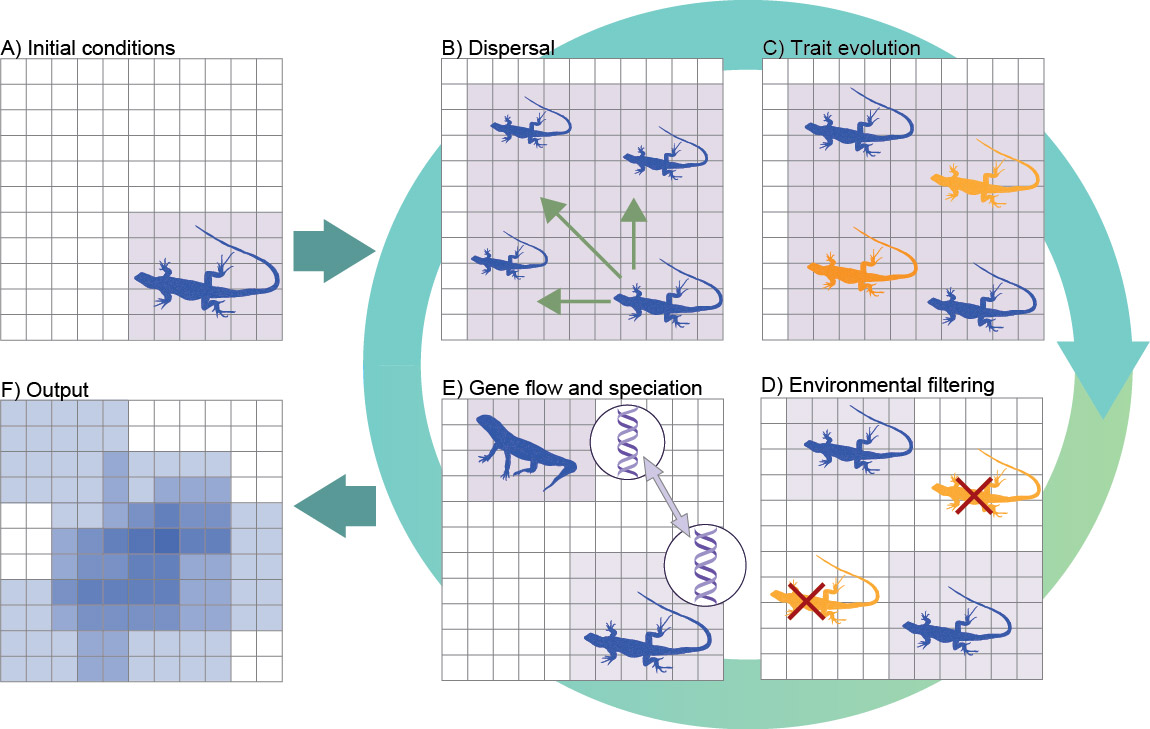 A) Initial conditions
B) Dispersal
C) Trait evolution
F) Output
E) Gene flow and speciation
D) Environmental filtering